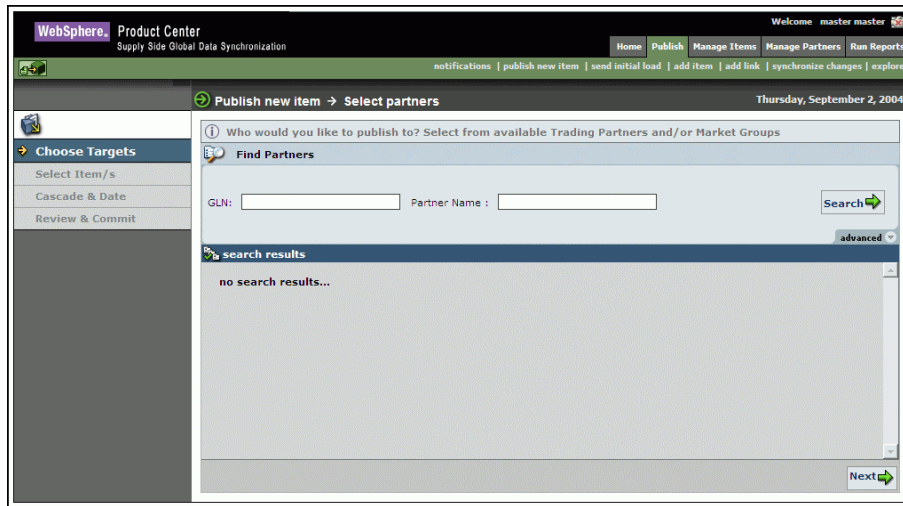 WebSphere. Product Center
Supply Side Global Data Synchronization
Welcome master master
Home Publish Manage Items Manage Partners Run Reports
notifications | publish new item | send initial load | add item | add link | synchronize changes | explore
Publish new item → Select partners
Thursday, September 2, 2004
Who would you like to publish to? Select from available Trading Partners and/or Market Groups
Choose Targets
Select Item/s
Cascade & Date
Review & Commit
Find Partners
GLN:
Partner Name :
Search
advanced
search results
no search results...
Next